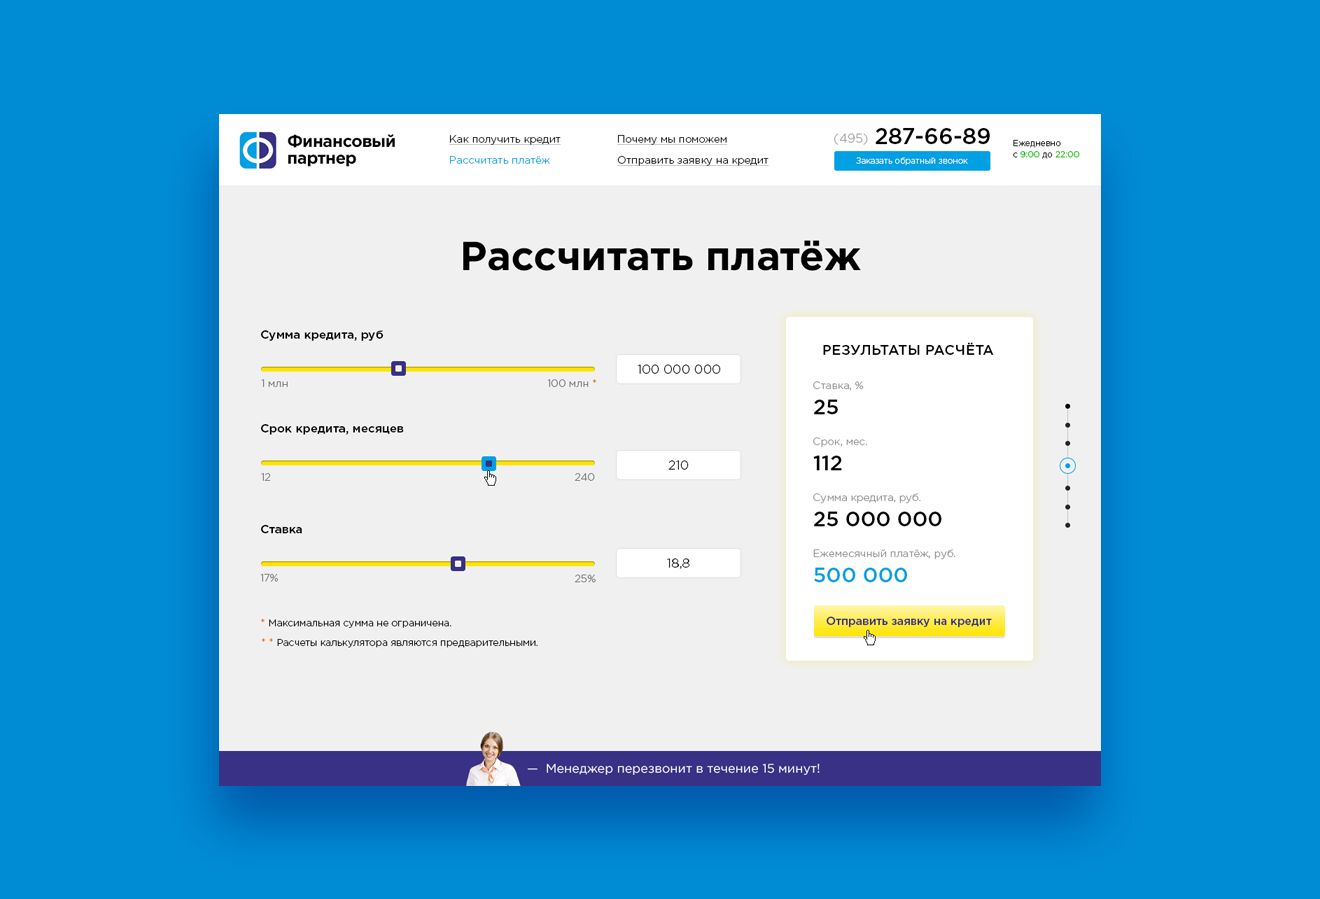 Финансовый
партнер
Как получить кредит
Рассчитать платёж
Почему мы поможем
Отправить заявку на кредит
(495) 287-66-89
Заказать обратный звонок
Ежедневно
с 9:00 до 22:00
Рассчитать платёж
Сумма кредита, руб
1 млн
100 млн *
100 000 000
Срок кредита, месяцев
12
240
210
Ставка
17%
25%
18,8
* Максимальная сумма не ограничена.
* * Расчеты калькулятора являются предварительными.
РЕЗУЛЬТАТЫ РАСЧЁТА
Ставка, %
25
Срок, мес.
112
Сумма кредита, руб.
25 000 000
Ежемесячный платёж, руб.
500 000
Отправить заявку на кредит
— Менеджер перезвонит в течение 15 минут!